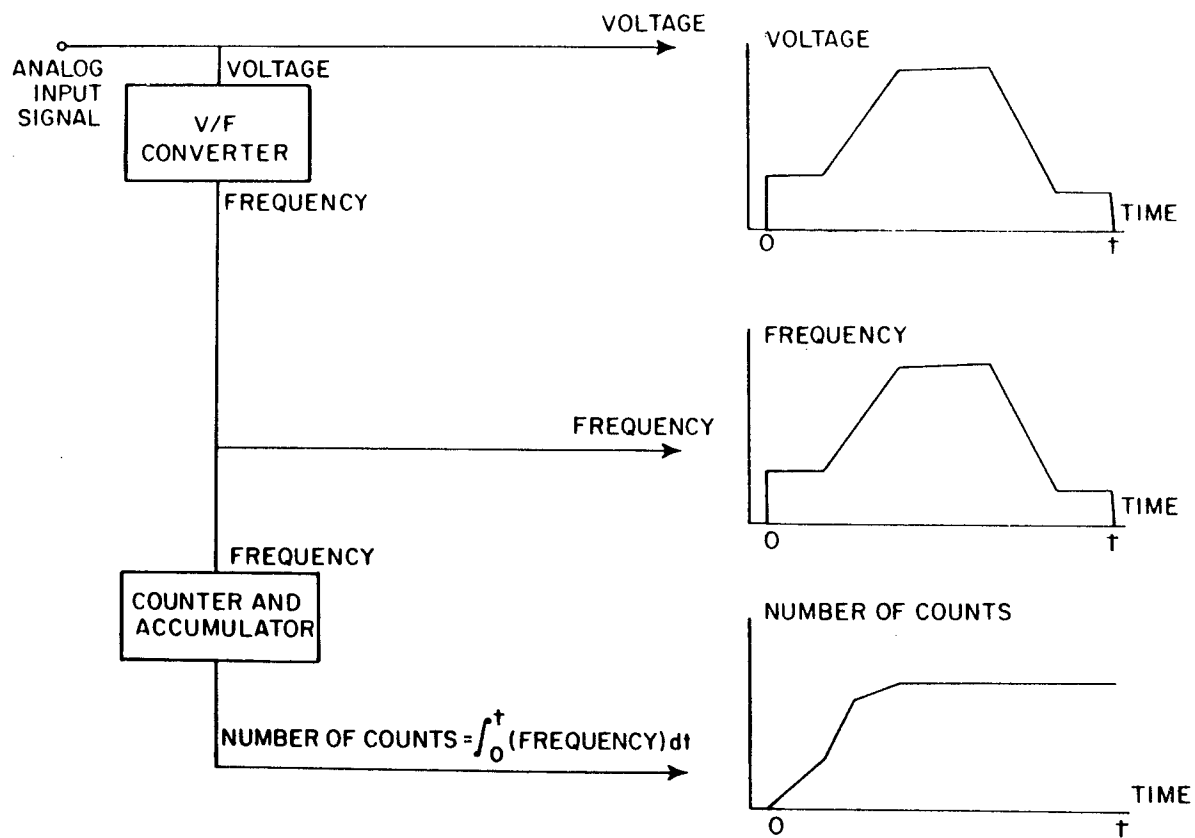 VOLTAGE
ANALOG
INPUT
SIGNAL
VOLTAGE
V/F
CONVERTER
FREQUENCY
VOLTAGE
TIME
0
t
FREQUENCY
FREQUENCY
TIME
0
t
FREQUENCY
COUNTER AND
ACCUMULATOR
NUMBER OF COUNTS
NUMBER OF COUNTS = ∫₀ᵗ (FREQUENCY) dt
TIME
0
t